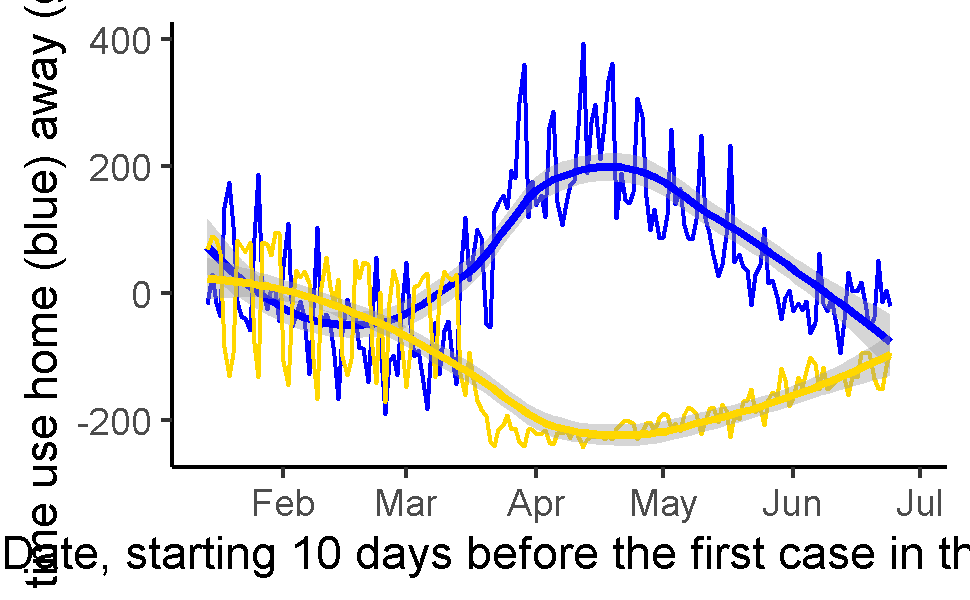 time use home (blue) away (
400
200
0
-200
Feb Mar Apr May Jun Jul
Date, starting 10 days before the first case in th